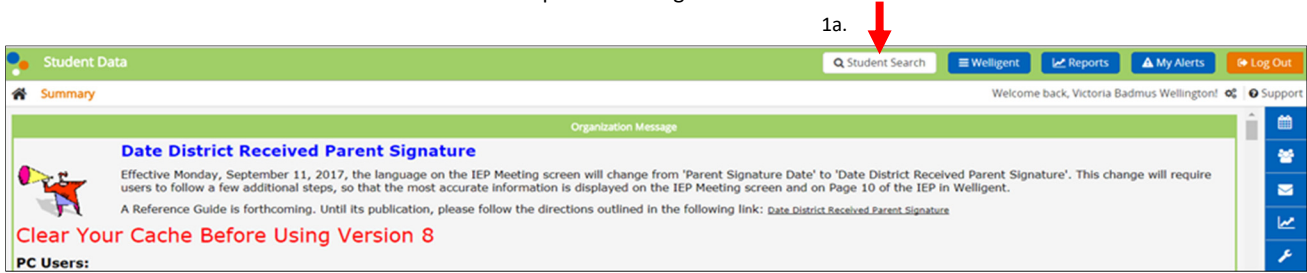 1a.
Student Data
Student Search
Welligent
Reports
My Alerts
Log Out
Summary
Welcome back, Victoria Badmus Wellington!
Support
Organization Message
Date District Received Parent Signature
Effective Monday, September 11, 2017, the language on the IEP Meeting screen will change from 'Parent Signature Date' to 'Date District Received Parent Signature'. This change will require
users to follow a few additional steps, so that the most accurate information is displayed on the IEP Meeting screen and on Page 10 of the IEP in Welligent.
A Reference Guide is forthcoming. Until its publication, please follow the directions outlined in the following link: Date District Received Parent Signature
Clear Your Cache Before Using Version 8
PC Users: